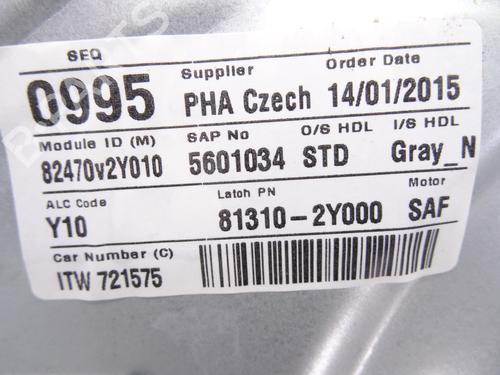 SEQ Supplier Order Date
0995 PHA Czech 14/01/2015
Module ID (M) SAP No O/S HDL I/S HDL
82470v2Y010 5601034 STD Gray_N
ALC Code Latch PN Motor
Y10 81310-2Y000 SAF
Car Number (C)
ITW 721575